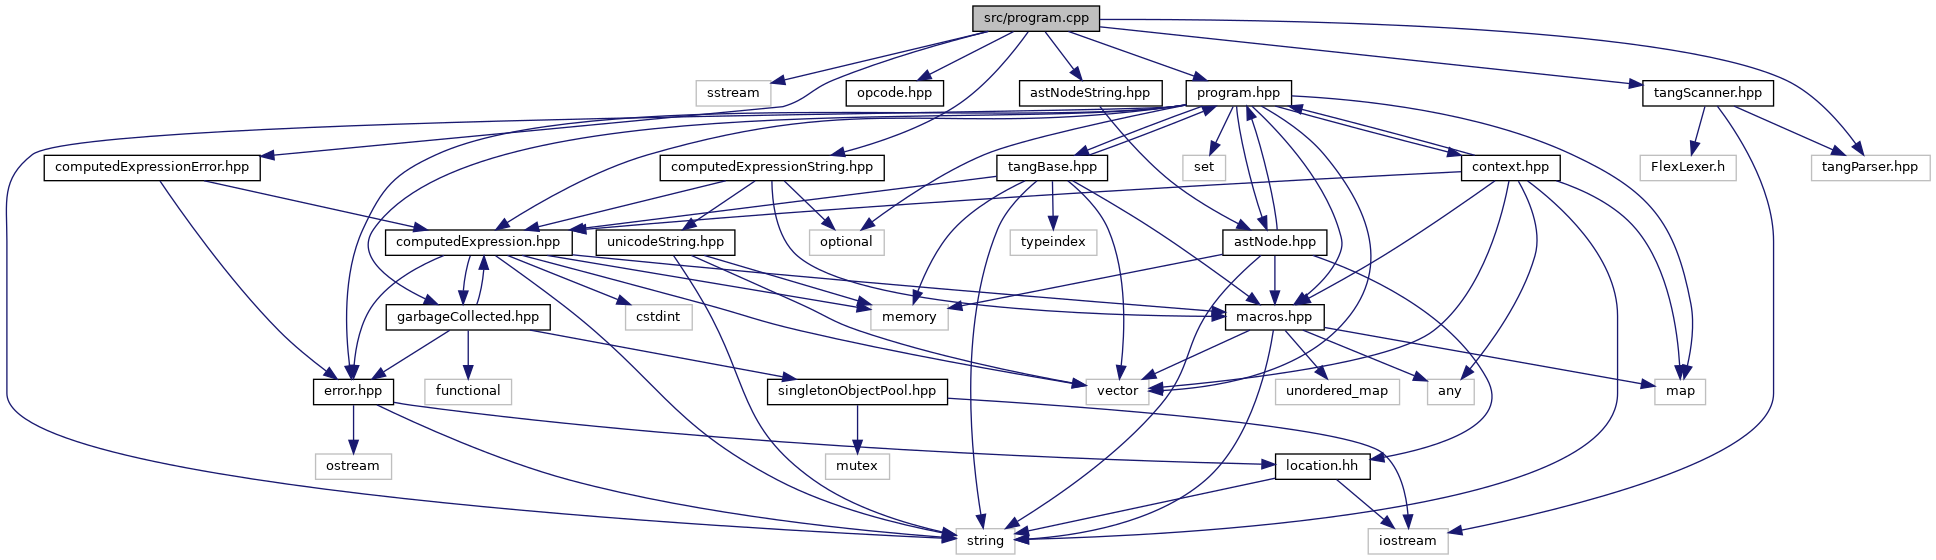 src/program.cpp
sstream
opcode.hpp
astNodeString.hpp
program.hpp
tangScanner.hpp
computedExpressionError.hpp
computedExpressionString.hpp
tangBase.hpp
set
context.hpp
FlexLexer.h
tangParser.hpp
computedExpression.hpp
unicodeString.hpp
optional
typeindex
astNode.hpp
garbageCollected.hpp
cstdint
memory
macros.hpp
error.hpp
functional
singletonObjectPool.hpp
vector
unordered_map
any
map
ostream
mutex
location.hh
string
iostream